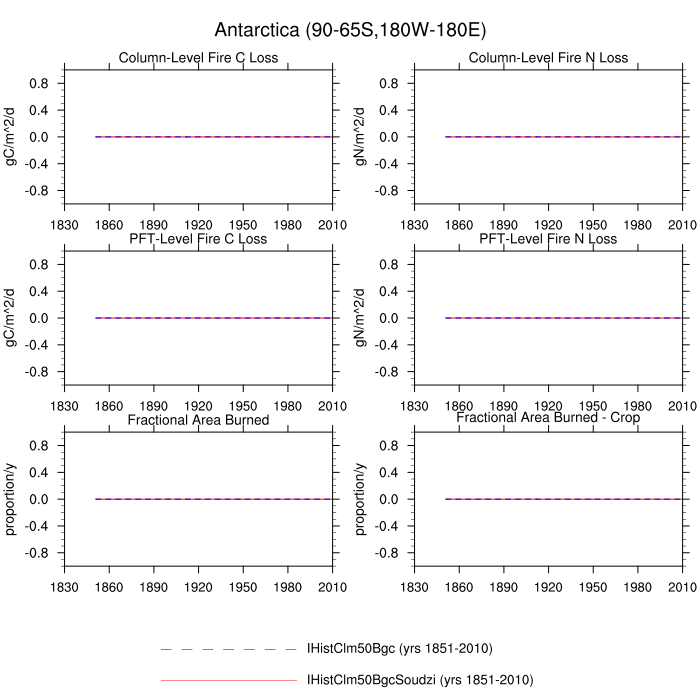 Antarctica (90-65S,180W-180E)
Column-Level Fire C Loss
gC/m^2/d
0.8
0.4
0.0
-0.4
-0.8
1830 1860 1890 1920 1950 1980 2010
Column-Level Fire N Loss
gN/m^2/d
0.8
0.4
0.0
-0.4
-0.8
1830 1860 1890 1920 1950 1980 2010
PFT-Level Fire C Loss
gC/m^2/d
0.8
0.4
0.0
-0.4
-0.8
1830 1860 1890 1920 1950 1980 2010
PFT-Level Fire N Loss
gN/m^2/d
0.8
0.4
0.0
-0.4
-0.8
1830 1860 1890 1920 1950 1980 2010
Fractional Area Burned
proportion/y
0.8
0.4
0.0
-0.4
-0.8
1830 1860 1890 1920 1950 1980 2010
Fractional Area Burned - Crop
proportion/y
0.8
0.4
0.0
-0.4
-0.8
1830 1860 1890 1920 1950 1980 2010
IHistClm50Bgc (yrs 1851-2010)
IHistClm50BgcSoudzi (yrs 1851-2010)